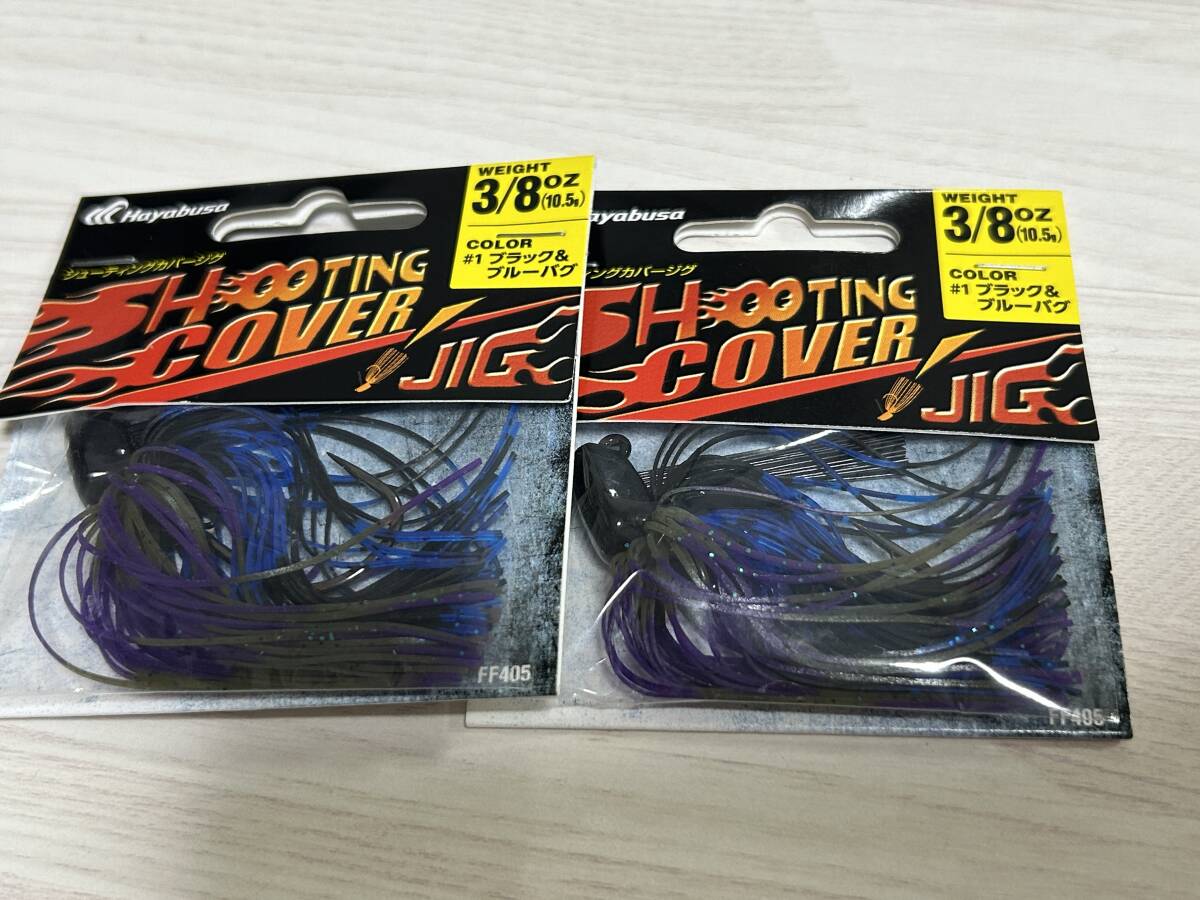 Hayabusa
WEIGHT
3/8oz(10.5g)
COLOR
#1 ブラック&
ブルーバグ
シューティングカバージグ
SHOOTING
COVER
JIG
FF405
ayabusa
WEIGHT
3/8oz(10.5g)
COLOR
#1 ブラック&
ブルーバグ
ィングカバージグ
SHOOTING
COVER
JIG
FF405